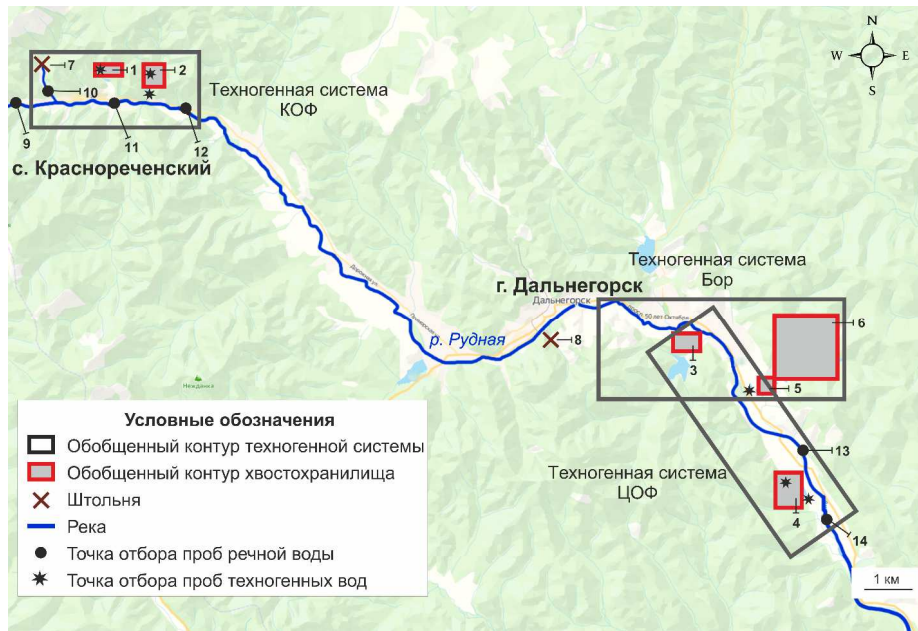 N
W
E
S
7
1
2
Техногенная система
КОФ
10
9
11
12
с. Краснореченский
Техногенная система
Бор
г. Дальнегорск
Дальнегорск
6
р. Рудная
8
3
5
Нежданка
Условные обозначения
Обобщенный контур техногенной системы
Обобщенный контур хвостохранилища
Штольня
Река
Точка отбора проб речной воды
Точка отбора проб техногенных вод
13
Техногенная система
ЦОФ
4
14
1 км